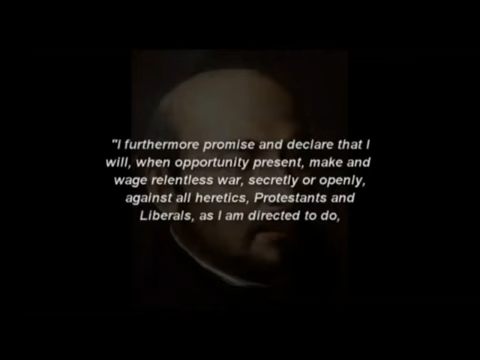 "I furthermore promise and declare that I
will, when opportunity present, make and
wage relentless war, secretly or openly,
against all heretics, Protestants and
Liberals, as I am directed to do,